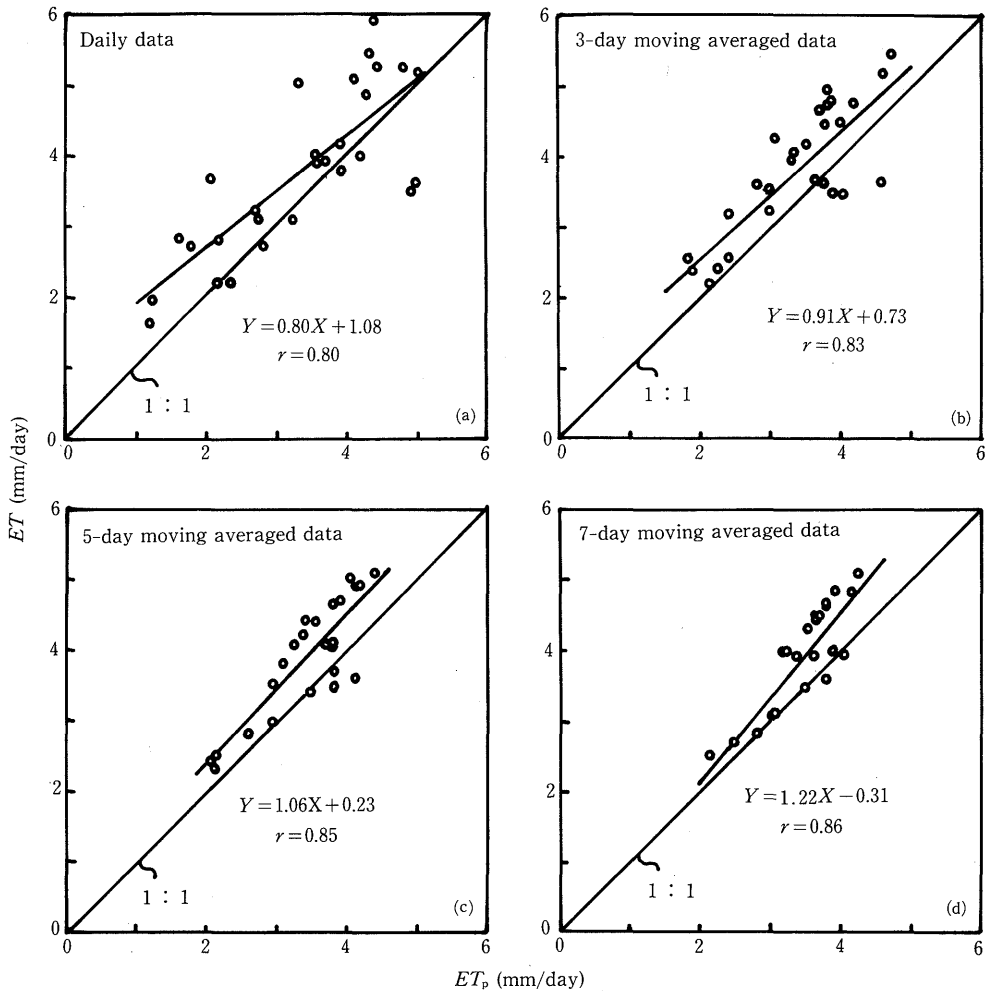 Daily data
6
4
2
0
Y=0.80X+1.08
r=0.80
1 : 1
(a)
0 2 4 6
3-day moving averaged data
6
4
2
0
Y=0.91X+0.73
r=0.83
1 : 1
(b)
0 2 4 6
ET (mm/day)
5-day moving averaged data
6
4
2
0
Y=1.06X+0.23
r=0.85
1 : 1
(c)
0 2 4 6
7-day moving averaged data
6
4
2
0
Y=1.22X−0.31
r=0.86
1 : 1
(d)
0 2 4 6
ETp (mm/day)